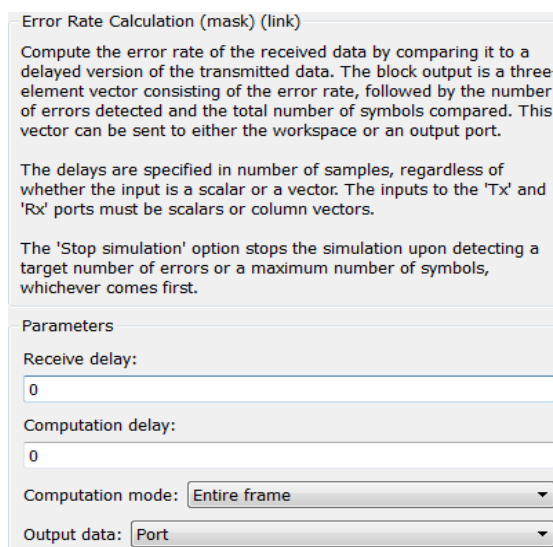 Error Rate Calculation (mask) (link)
Compute the error rate of the received data by comparing it to a
delayed version of the transmitted data. The block output is a three-
element vector consisting of the error rate, followed by the number
of errors detected and the total number of symbols compared. This
vector can be sent to either the workspace or an output port.
The delays are specified in number of samples, regardless of
whether the input is a scalar or a vector. The inputs to the 'Tx' and
'Rx' ports must be scalars or column vectors.
The 'Stop simulation' option stops the simulation upon detecting a
target number of errors or a maximum number of symbols,
whichever comes first.
Parameters
Receive delay:
0
Computation delay:
0
Computation mode: Entire frame
Output data: Port